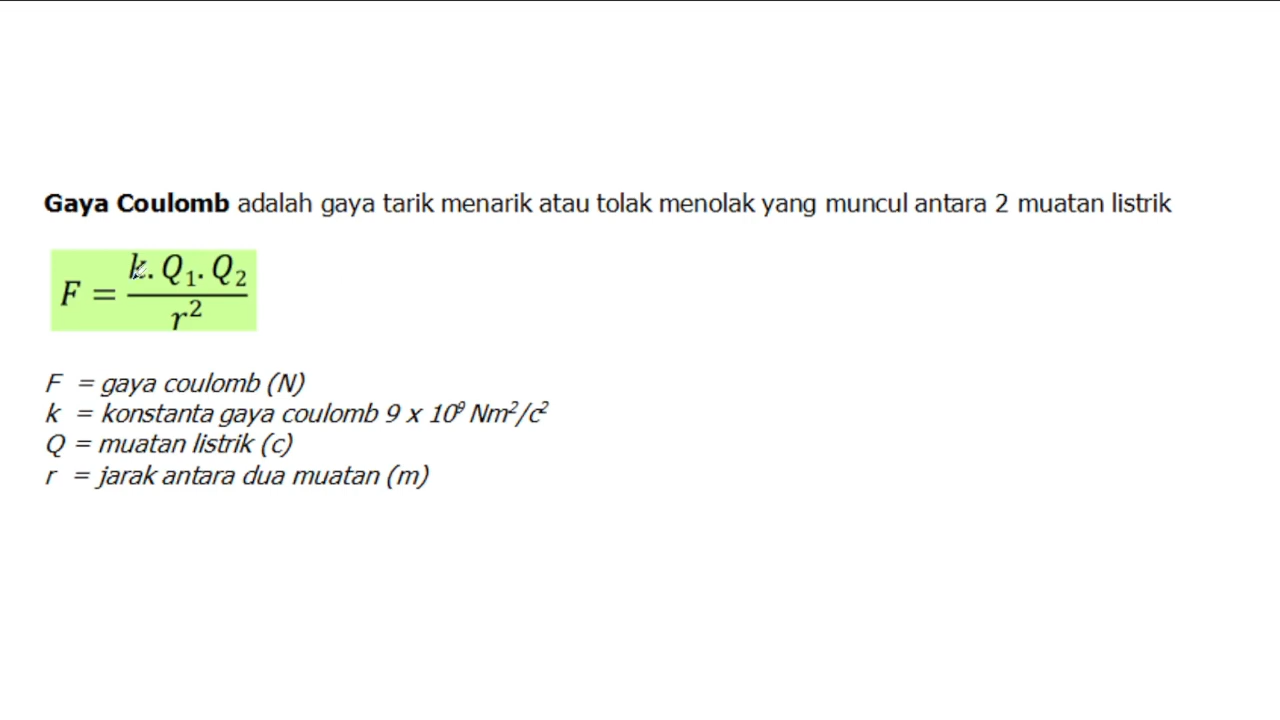 Gaya Coulomb adalah gaya tarik menarik atau tolak menolak yang muncul antara 2 muatan listrik
F = k. Q₁. Q₂ / r²
F = gaya coulomb (N)
k = konstanta gaya coulomb 9 x 10⁹ Nm²/c²
Q = muatan listrik (c)
r = jarak antara dua muatan (m)